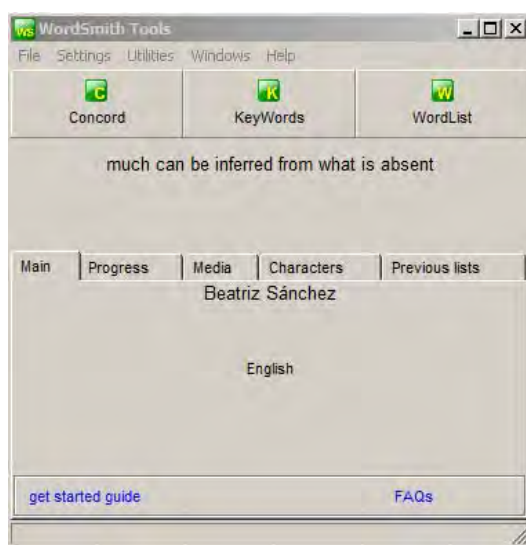 WS WordSmith Tools
File Settings Utilities Windows Help
C K W
Concord KeyWords WordList
much can be inferred from what is absent
Main Progress Media Characters Previous lists
Beatriz Sánchez
English
get started guide FAQs